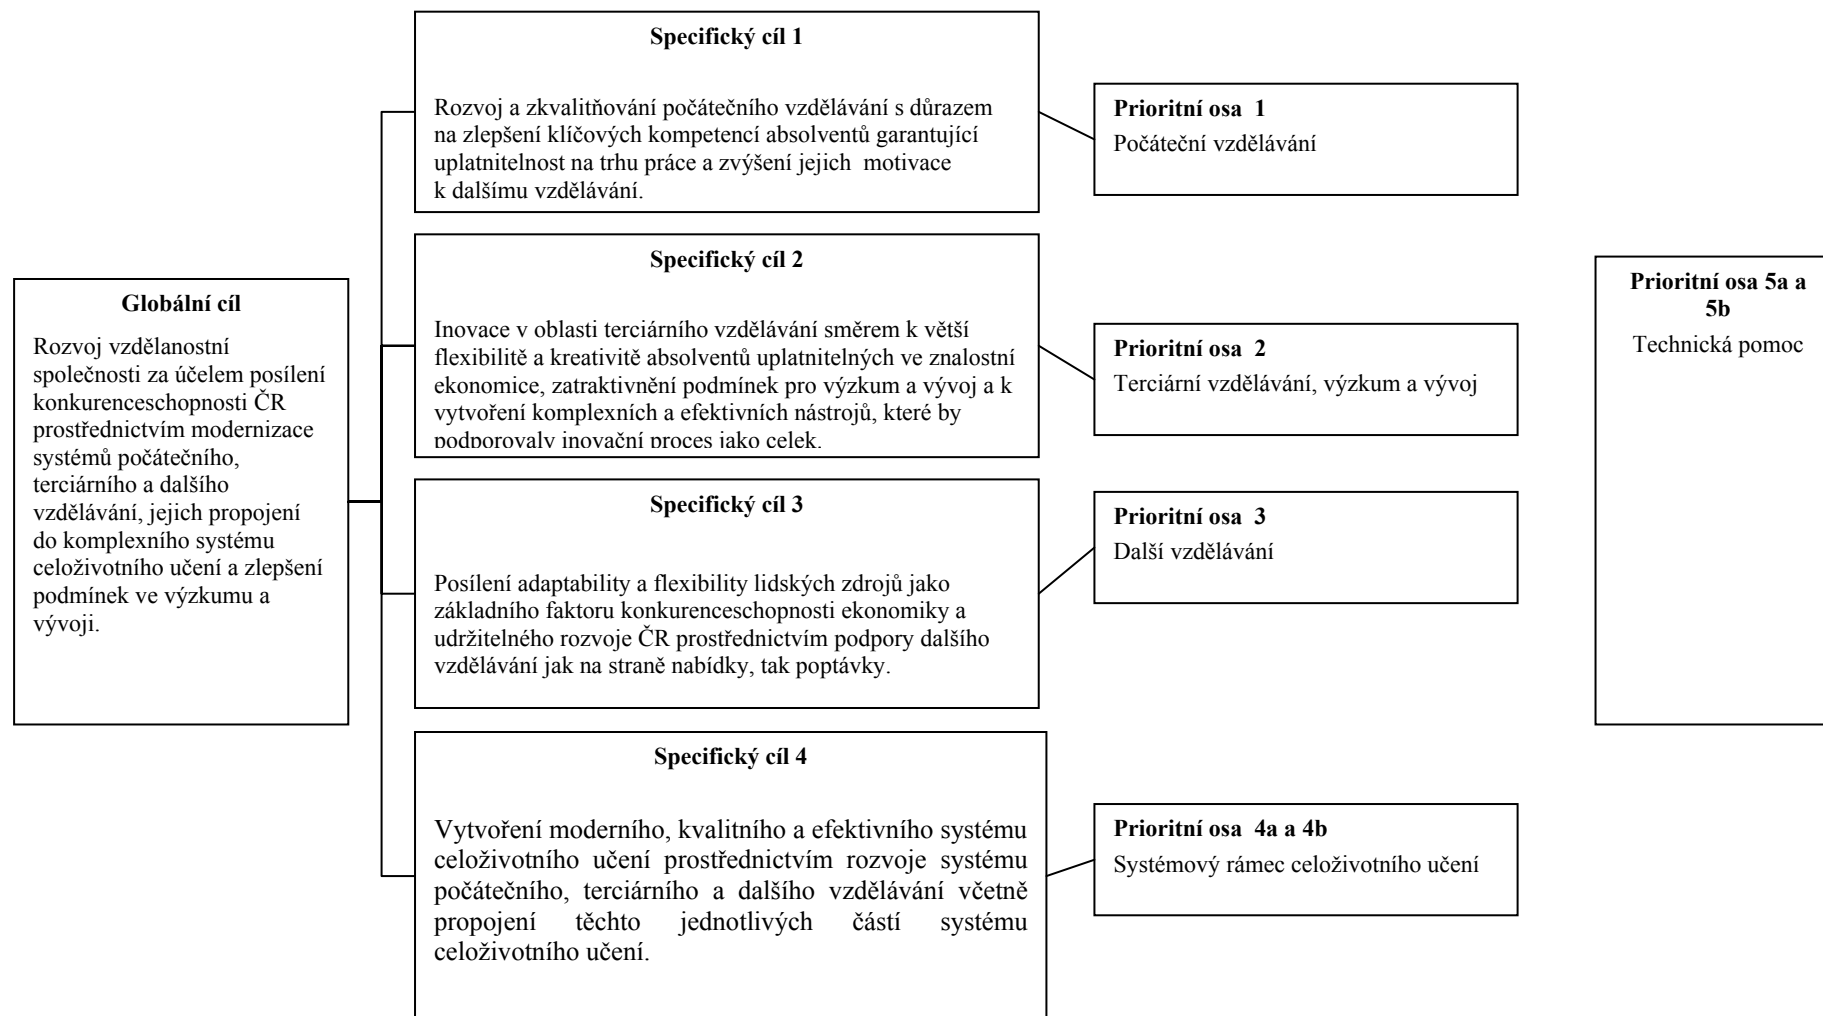 Globální cíl
Rozvoj vzdělanostní
společnosti za účelem posílení
konkurenceschopnosti ČR
prostřednictvím modernizace
systémů počátečního,
terciárního a dalšího
vzdělávání, jejich propojení
do komplexního systému
celoživotního učení a zlepšení
podmínek ve výzkumu a
vývoji.
Specifický cíl 1
Rozvoj a zkvalitňování počátečního vzdělávání s důrazem
na zlepšení klíčových kompetencí absolventů garantující
uplatnitelnost na trhu práce a zvýšení jejich  motivace
k dalšímu vzdělávání.
Prioritní osa  1
Počáteční vzdělávání
Specifický cíl 2
Inovace v oblasti terciárního vzdělávání směrem k větší
flexibilitě a kreativitě absolventů uplatnitelných ve znalostní
ekonomice, zatraktivnění podmínek pro výzkum a vývoj a k
vytvoření komplexních a efektivních nástrojů, které by
podporovaly inovační proces jako celek.
Prioritní osa  2
Terciární vzdělávání, výzkum a vývoj
Specifický cíl 3
Posílení adaptability a flexibility lidských zdrojů jako
základního faktoru konkurenceschopnosti ekonomiky a
udržitelného rozvoje ČR prostřednictvím podpory dalšího
vzdělávání jak na straně nabídky, tak poptávky.
Prioritní osa  3
Další vzdělávání
Specifický cíl 4
Vytvoření moderního, kvalitního a efektivního systému
celoživotního učení prostřednictvím rozvoje systému
počátečního, terciárního a dalšího vzdělávání včetně
propojení těchto jednotlivých částí systému
celoživotního učení.
Prioritní osa  4a a 4b
Systémový rámec celoživotního učení
Prioritní osa 5a a
5b
Technická pomoc